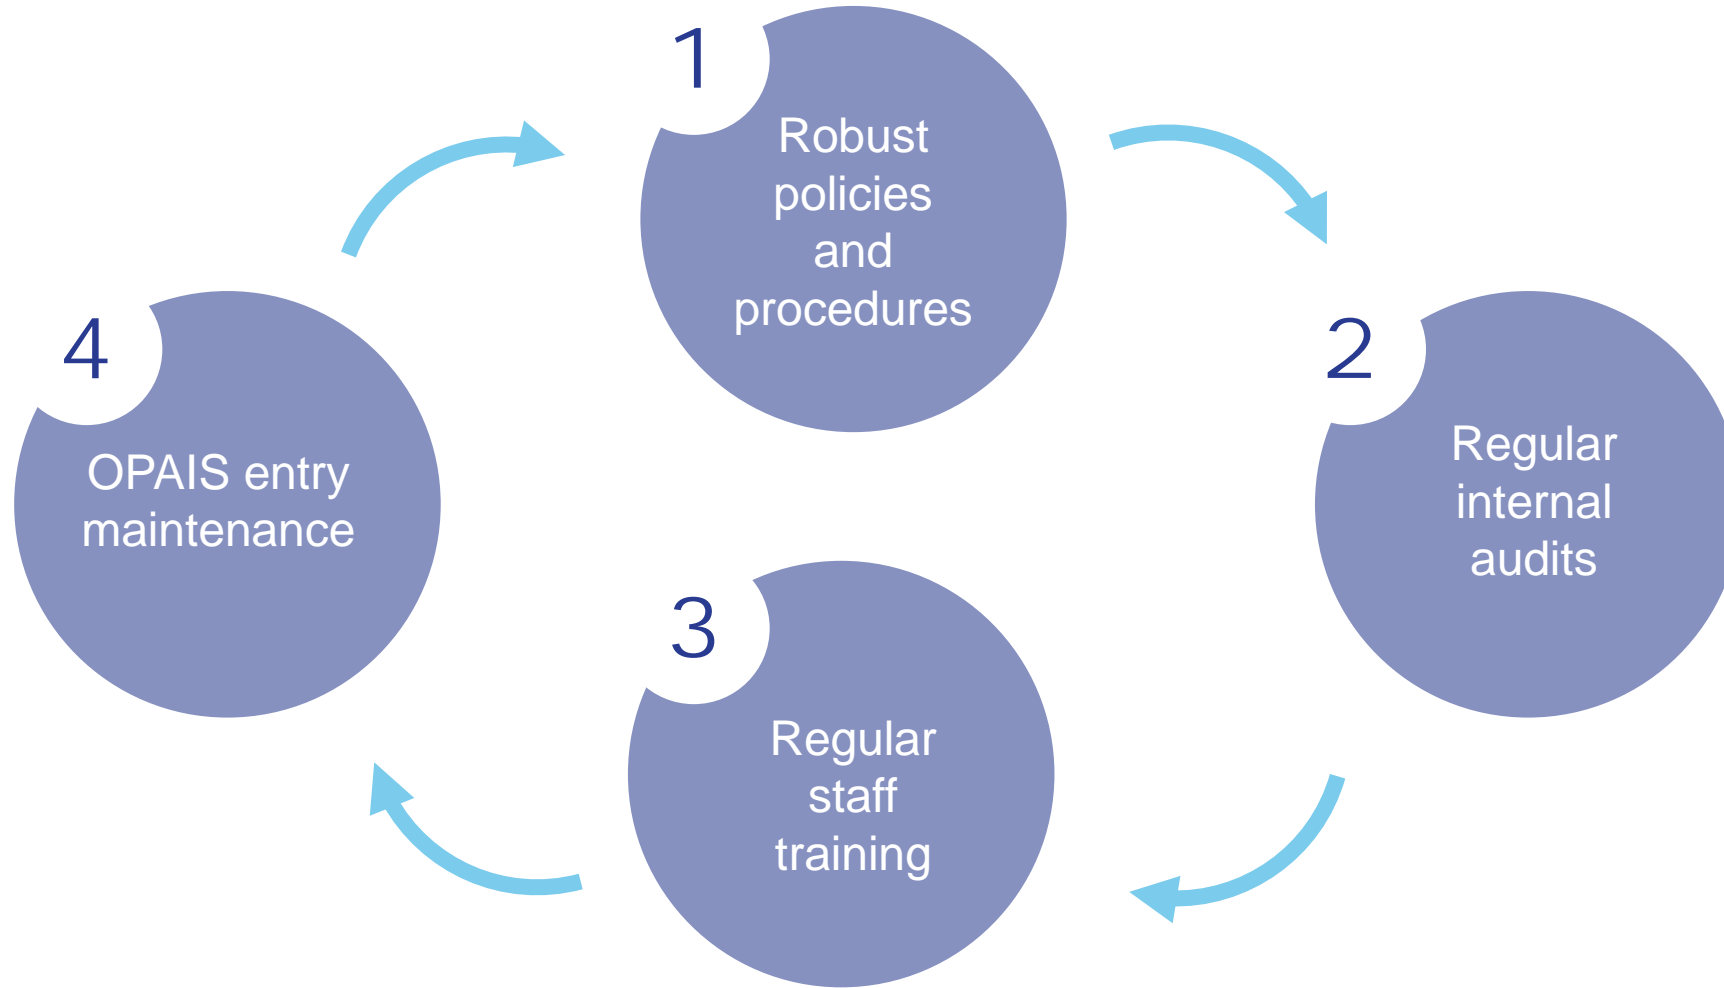 1
Robust
policies
and
procedures
2
Regular
internal
audits
3
Regular
staff
training
4
OPAIS entry
maintenance